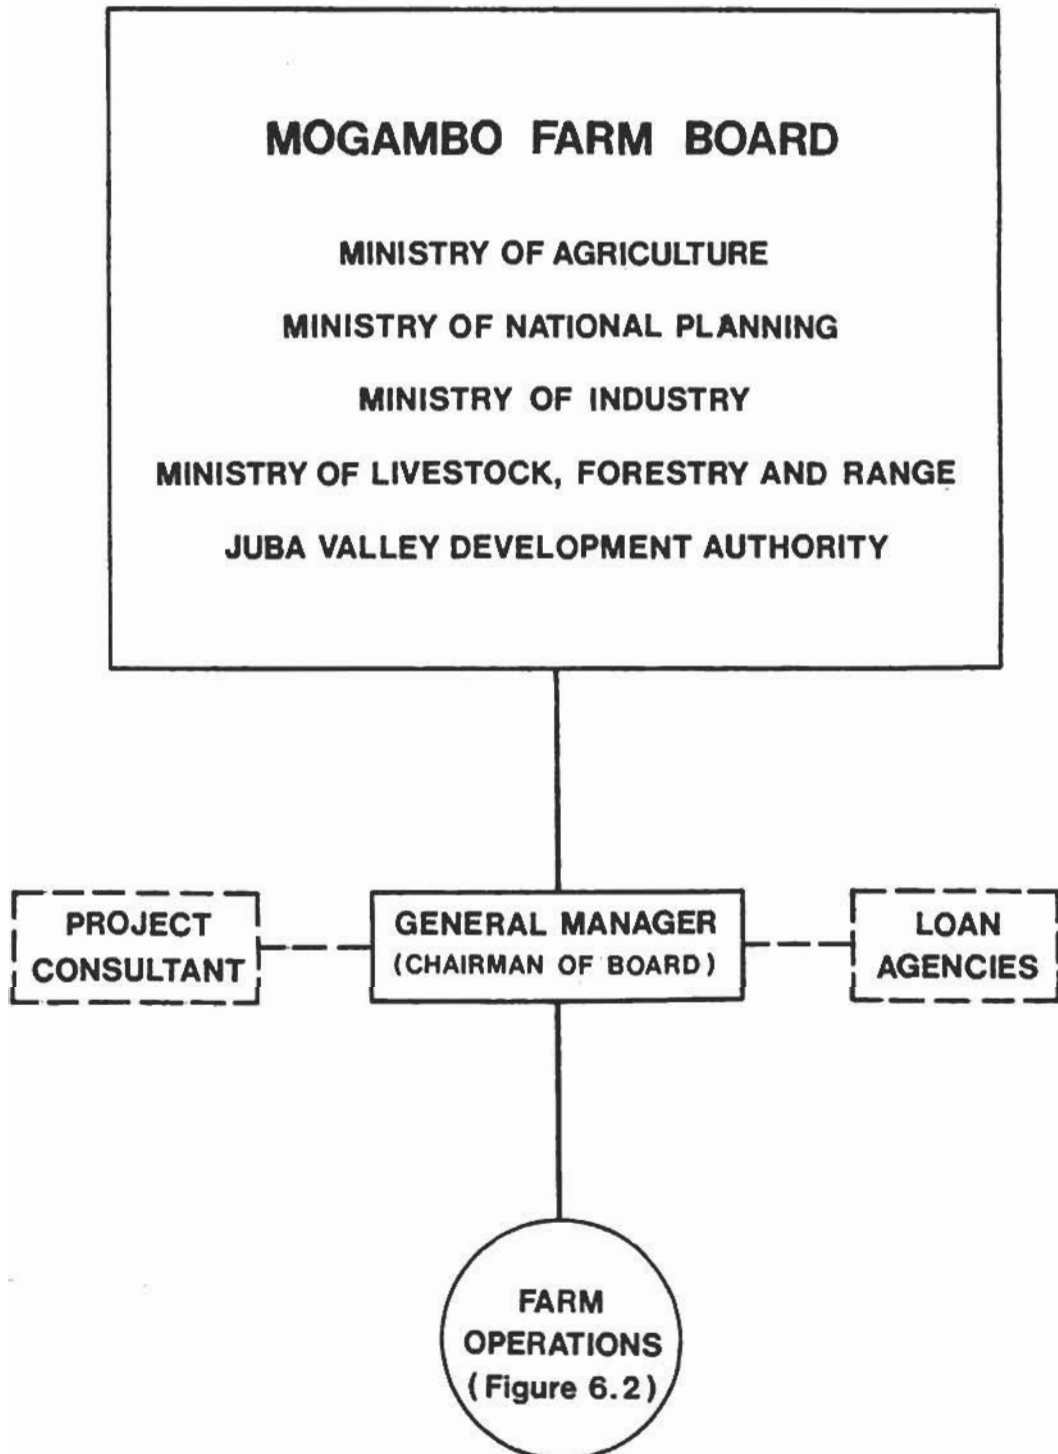 MOGAMBO FARM BOARD
MINISTRY OF AGRICULTURE
MINISTRY OF NATIONAL PLANNING
MINISTRY OF INDUSTRY
MINISTRY OF LIVESTOCK, FORESTRY AND RANGE
JUBA VALLEY DEVELOPMENT AUTHORITY
PROJECT
CONSULTANT
GENERAL MANAGER
(CHAIRMAN OF BOARD)
LOAN
AGENCIES
FARM
OPERATIONS
(Figure 6.2)